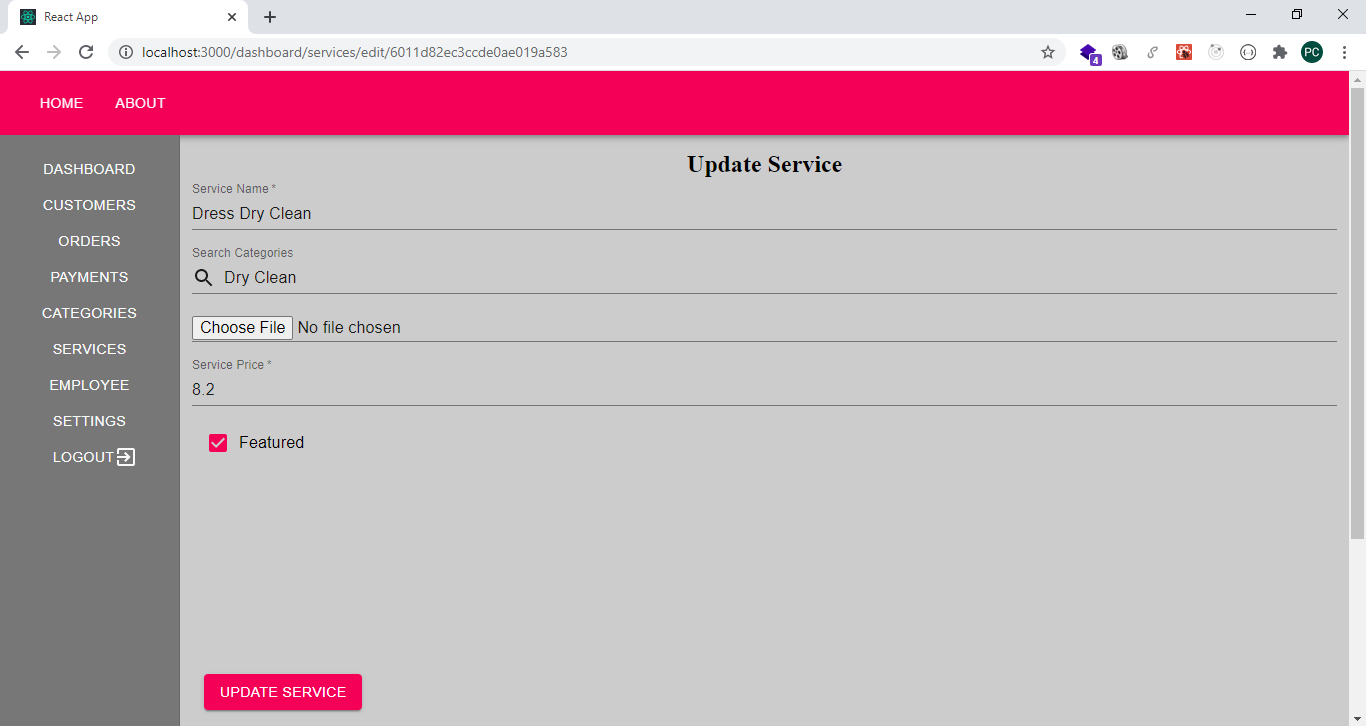 React App
localhost:3000/dashboard/services/edit/6011d82ec3ccde0ae019a583
4
PC
HOME ABOUT
DASHBOARD
CUSTOMERS
ORDERS
PAYMENTS
CATEGORIES
SERVICES
EMPLOYEE
SETTINGS
LOGOUT
Update Service
Service Name *
Dress Dry Clean
Search Categories
Dry Clean
Choose File No file chosen
Service Price *
8.2
Featured
UPDATE SERVICE